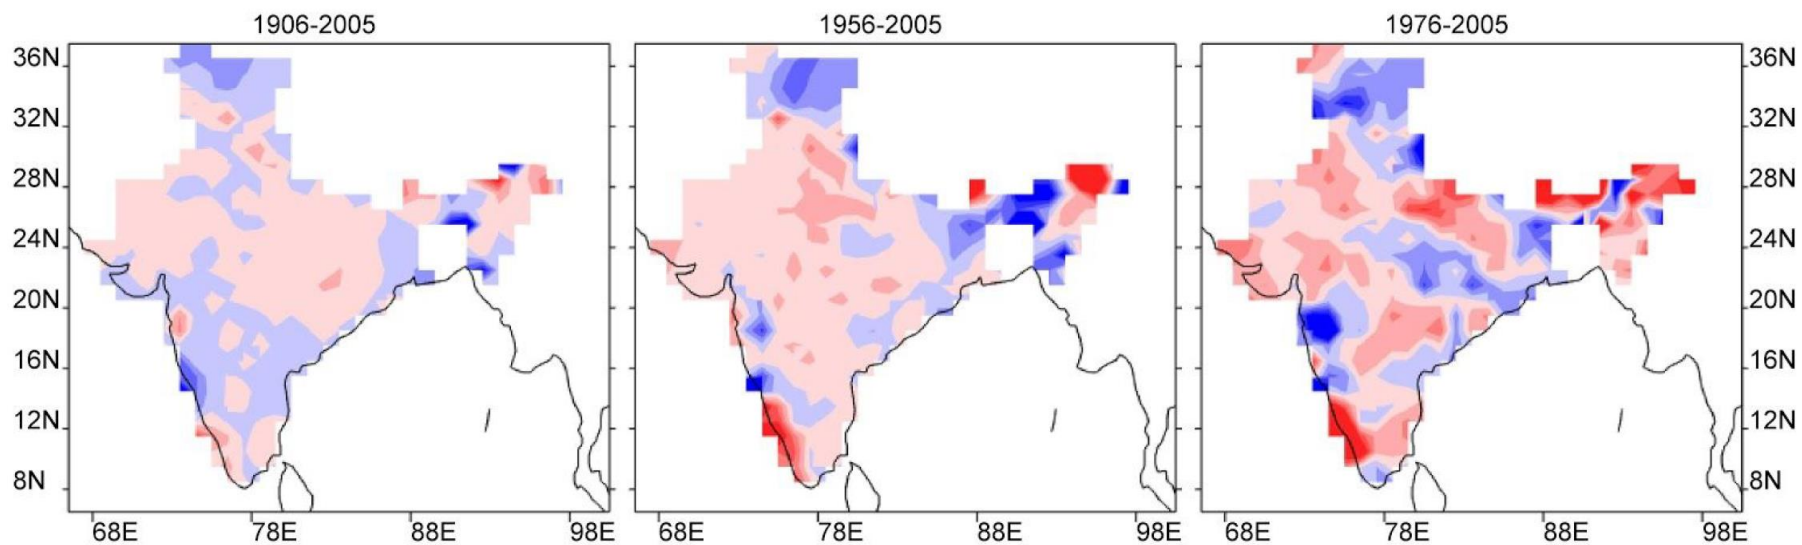 1906-2005 1956-2005 1976-2005
36N 36N
32N 32N
28N 28N
24N 24N
20N 20N
16N 16N
12N 12N
8N 8N
68E 78E 88E 98E 68E 78E 88E 98E 68E 78E 88E 98E